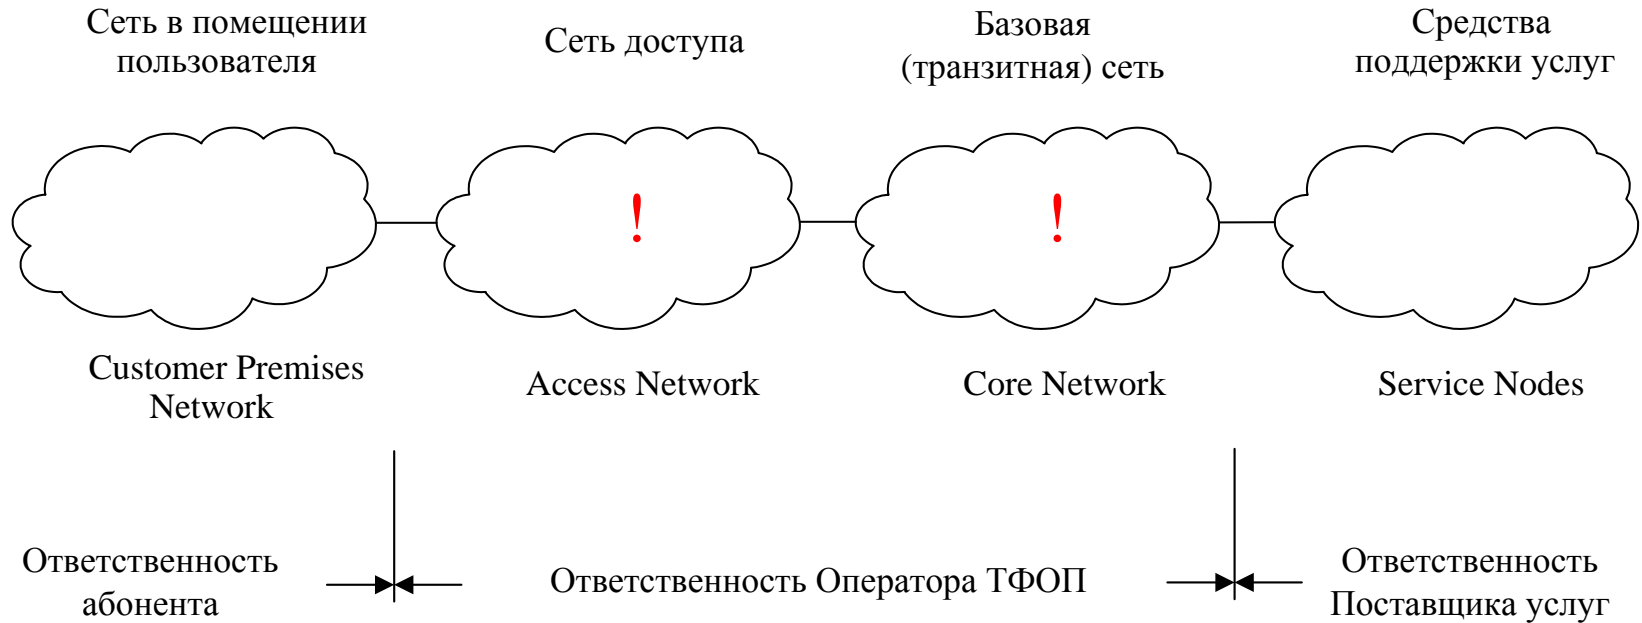 Сеть в помещении
пользователя
Сеть доступа
Базовая
(транзитная) сеть
Средства
поддержки услуг
!
!
Customer Premises
Network
Access Network
Core Network
Service Nodes
Ответственность
абонента
Ответственность Оператора ТФОП
Ответственность
Поставщика услуг